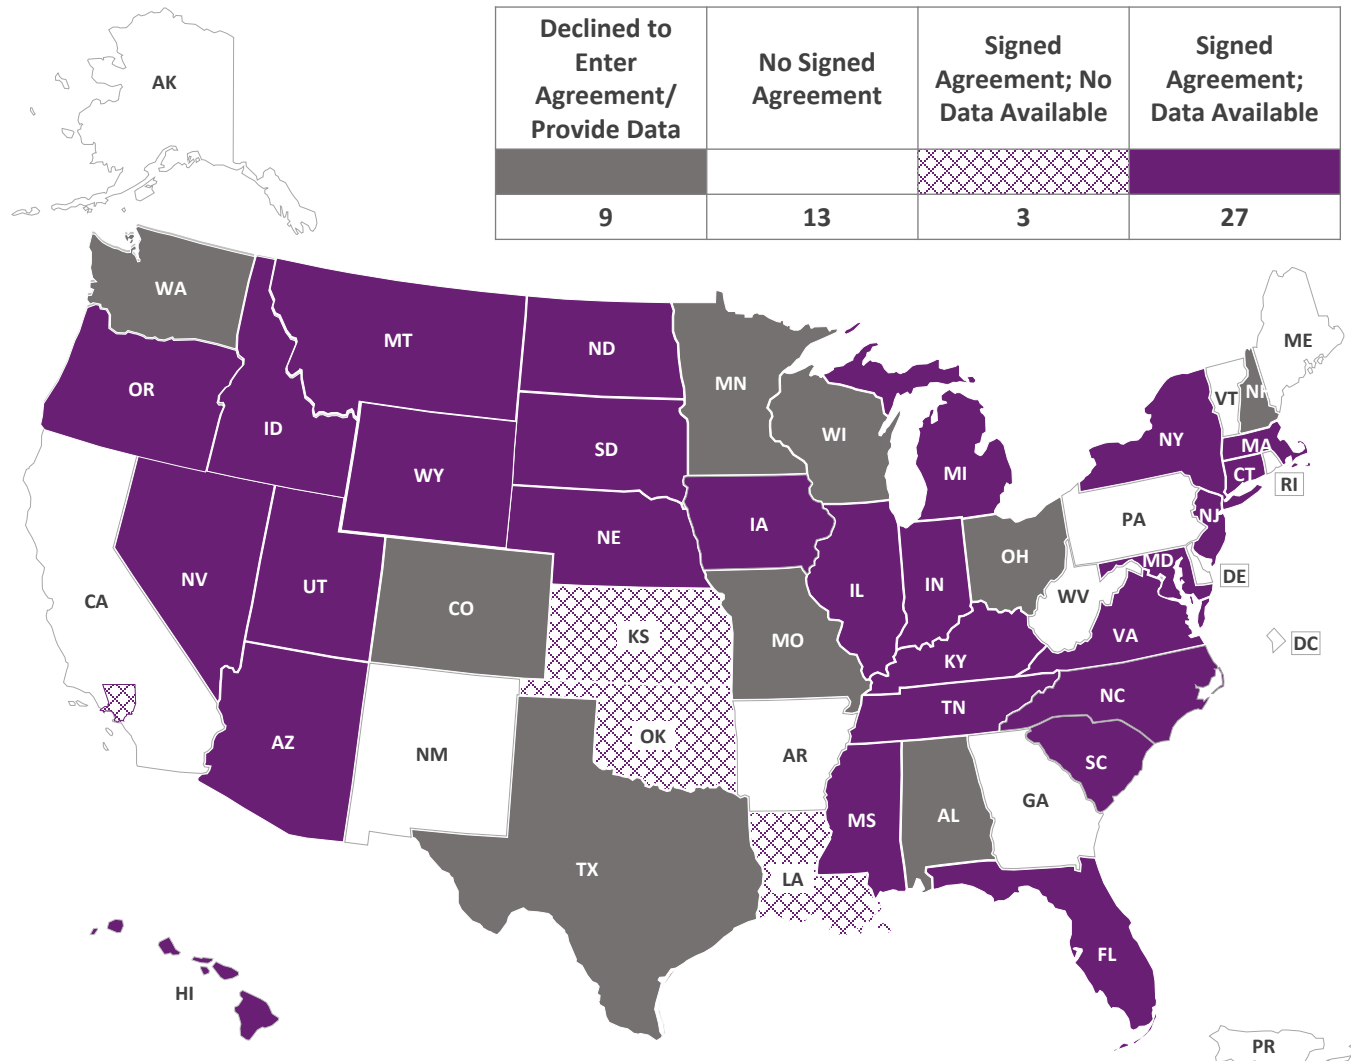 Declined to
Enter
Agreement/
Provide Data
No Signed
Agreement
Signed
Agreement; No
Data Available
Signed
Agreement;
Data Available
9
13
3
27
AK
WA
MT
ND
MN
ME
OR
ID
WY
SD
WI
MI
NY
VT
NH
MA
CT
RI
NV
UT
CO
NE
IA
IL
IN
OH
PA
NJ
MD
DE
WV
VA
DC
CA
KS
MO
KY
NC
TN
AZ
NM
OK
AR
SC
MS
AL
GA
TX
LA
FL
HI
PR